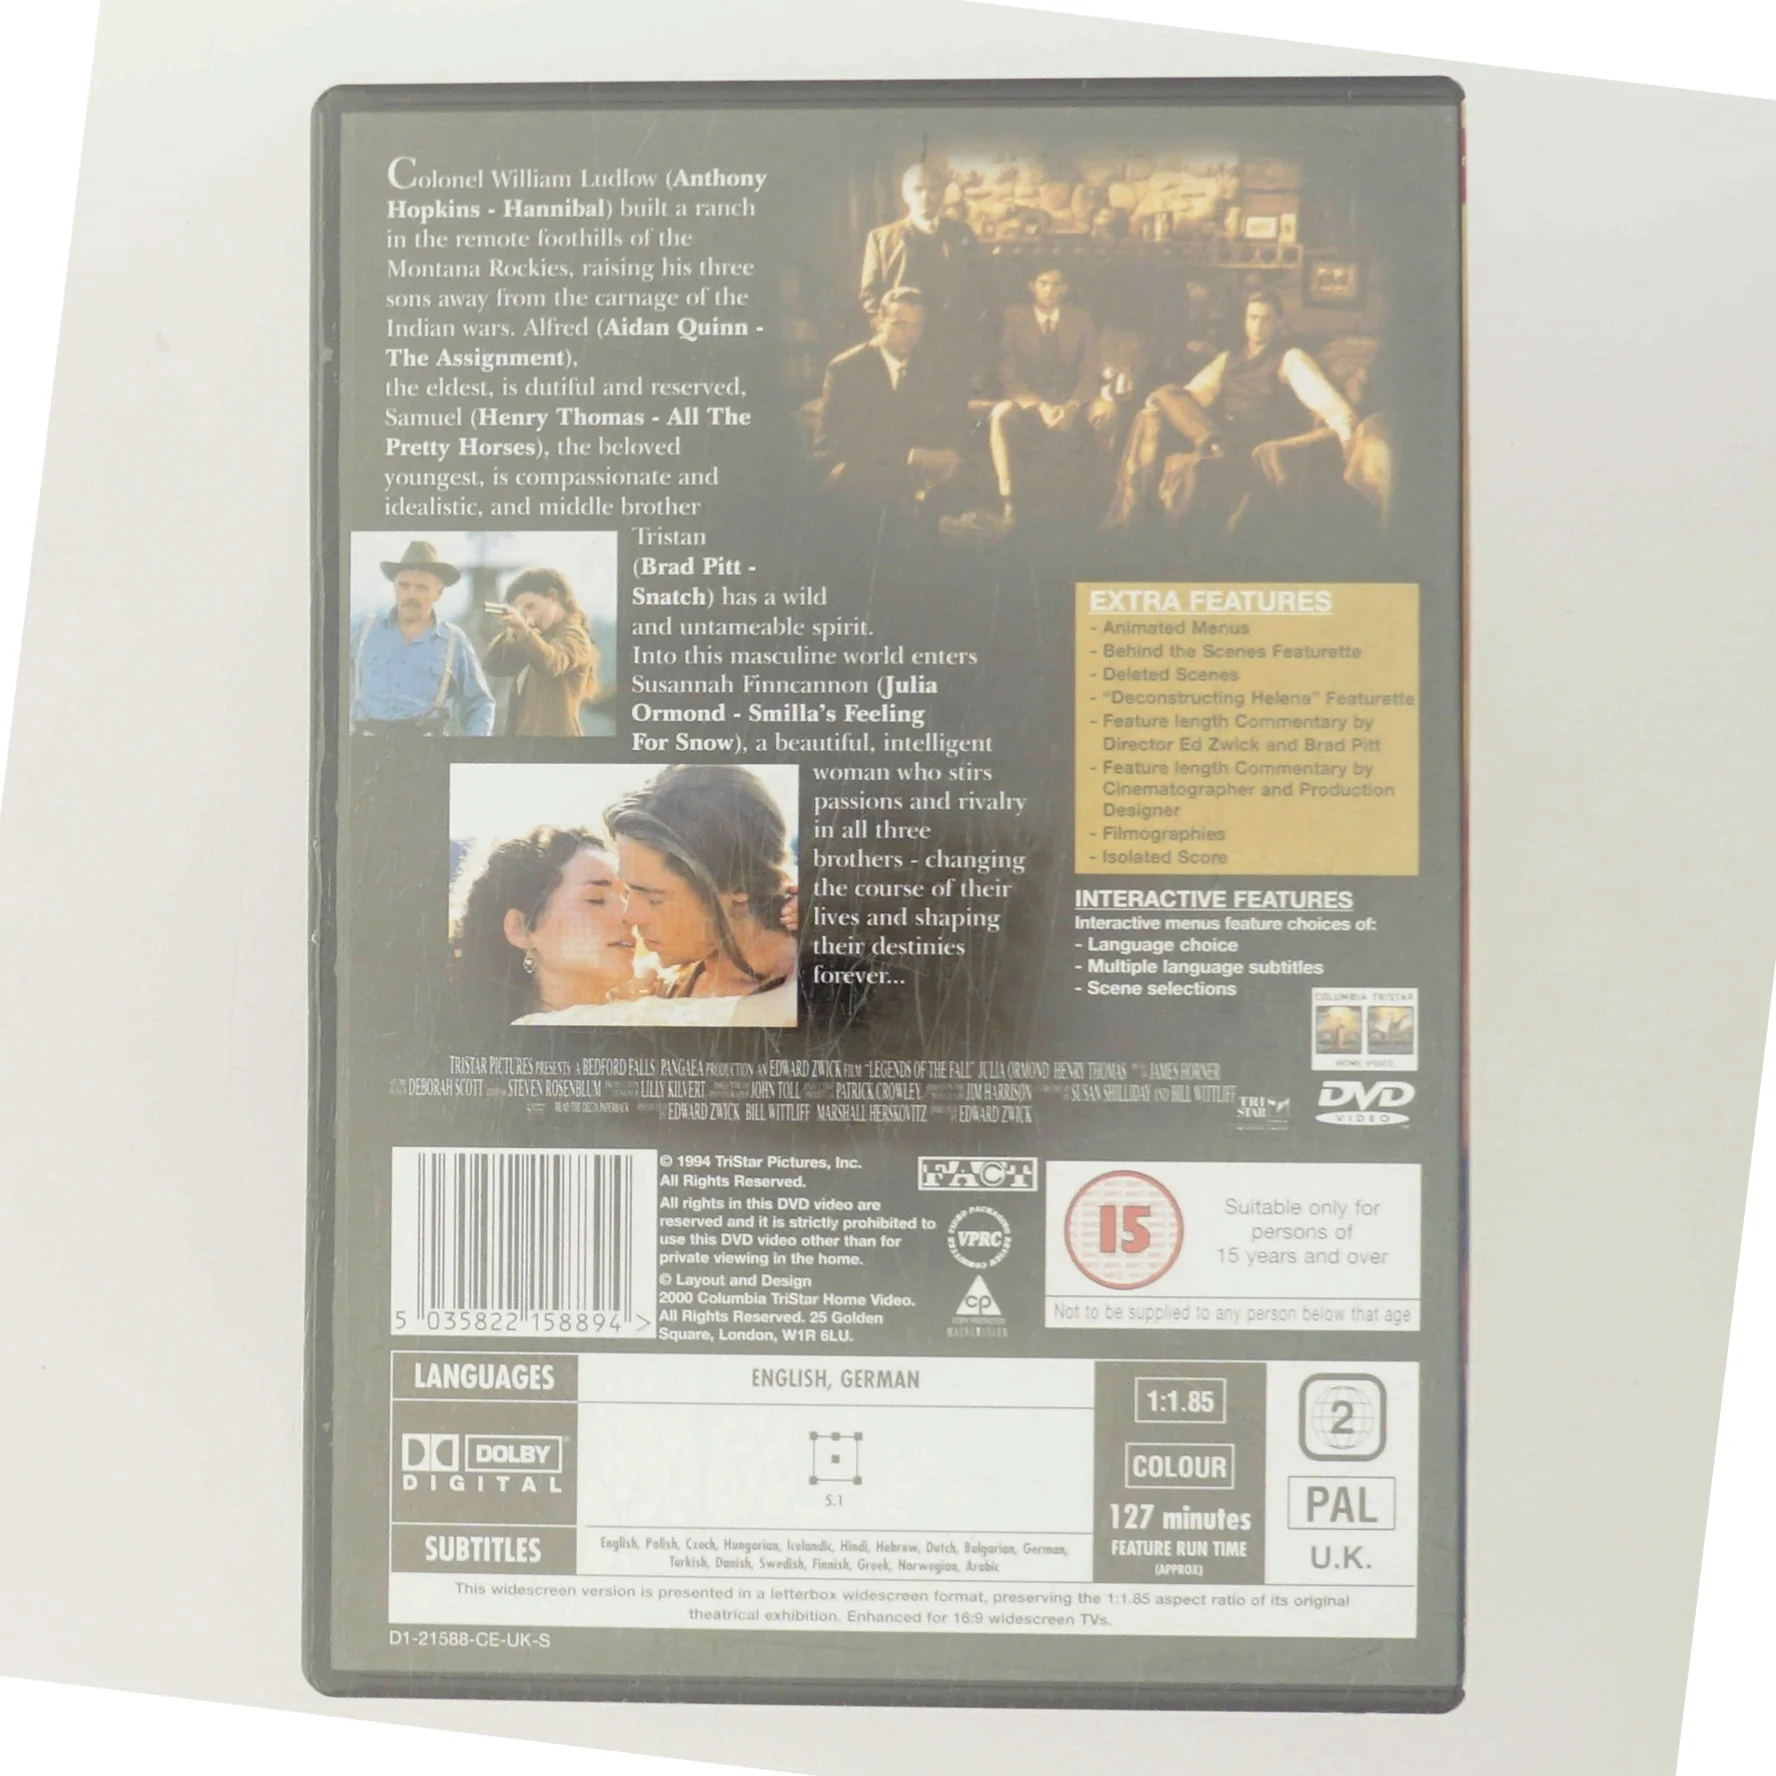 Colonel William Ludlow (Anthony
Hopkins - Hannibal) built a ranch
in the remote foothills of the
Montana Rockies, raising his three
sons away from the carnage of the
Indian wars. Alfred (Aidan Quinn -
The Assignment),
the eldest, is dutiful and reserved,
Samuel (Henry Thomas - All The
Pretty Horses), the beloved
youngest, is compassionate and
idealistic, and middle brother
Tristan
(Brad Pitt -
Snatch) has a wild
and untameable spirit.
Into this masculine world enters
Susannah Finncannon (Julia
Ormond - Smilla's Feeling
For Snow), a beautiful, intelligent
woman who stirs
passions and rivalry
in all three
brothers - changing
the course of their
lives and shaping
their destinies
forever...
EXTRA FEATURES
- Animated Menus
- Behind the Scenes Featurette
- Deleted Scenes
- "Deconstructing Helena" Featurette
- Feature length Commentary by
Director Ed Zwick and Brad Pitt
- Feature length Commentary by
Cinematographer and Production
Designer
- Filmographies
- Isolated Score
INTERACTIVE FEATURES
Interactive menus feature choices of:
- Language choice
- Multiple language subtitles
- Scene selections
COLUMBIA TRISTAR
HOME VIDEO
DVD
VIDEO
TRISTAR PICTURES PRESENTS A BEDFORD FALLS PANGAEA PRODUCTION AN EDWARD ZWICK FILM "LEGENDS OF THE FALL" JULIA ORMOND HENRY THOMAS JAMES HORNER
DEBORAH SCOTT STEVEN ROSENBLUM LILLY KILVERT JOHN TOLL PATRICK CROWLEY JIM HARRISON SUSAN SHILLIDAY AND BILL WITTLIFF
READ THE DELTA PAPERBACK EDWARD ZWICK BILL WITTLIFF MARSHALL HERSKOVITZ EDWARD ZWICK
TRI
STAR
5 035822 158894 >
© 1994 TriStar Pictures, Inc.
All Rights Reserved.
All rights in this DVD video are
reserved and it is strictly prohibited to
use this DVD video other than for
private viewing in the home.
© Layout and Design
2000 Columbia TriStar Home Video.
All Rights Reserved. 25 Golden
Square, London, W1R 6LU.
FACT
VIDEO PACKAGING REVIEW COMMITTEE
VPRC
CP
COPY PROTECTED
MACROVISION
15
Suitable only for
persons of
15 years and over
Not to be supplied to any person below that age
LANGUAGES
ENGLISH, GERMAN
DOLBY
DIGITAL
5.1
SUBTITLES
English, Polish, Czech, Hungarian, Icelandic, Hindi, Hebrew, Dutch, Bulgarian, German,
Turkish, Danish, Swedish, Finnish, Greek, Norwegian, Arabic
1:1.85
COLOUR
127 minutes
FEATURE RUN TIME
(APPROX)
2
PAL
U.K.
This widescreen version is presented in a letterbox widescreen format, preserving the 1:1.85 aspect ratio of its original
theatrical exhibition. Enhanced for 16:9 widescreen TVs.
D1-21588-CE-UK-S